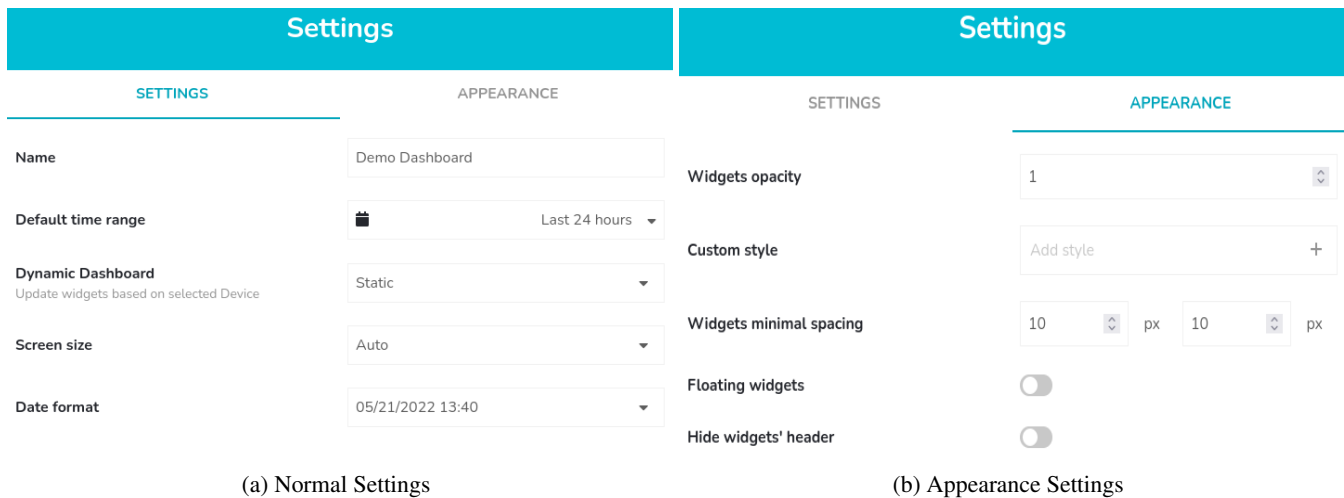 Settings
SETTINGS APPEARANCE
Name Demo Dashboard
Default time range Last 24 hours
Dynamic Dashboard
Update widgets based on selected Device
Static
Screen size Auto
Date format 05/21/2022 13:40
(a) Normal Settings
Settings
SETTINGS APPEARANCE
Widgets opacity 1
Custom style Add style +
Widgets minimal spacing 10 px 10 px
Floating widgets
Hide widgets' header
(b) Appearance Settings